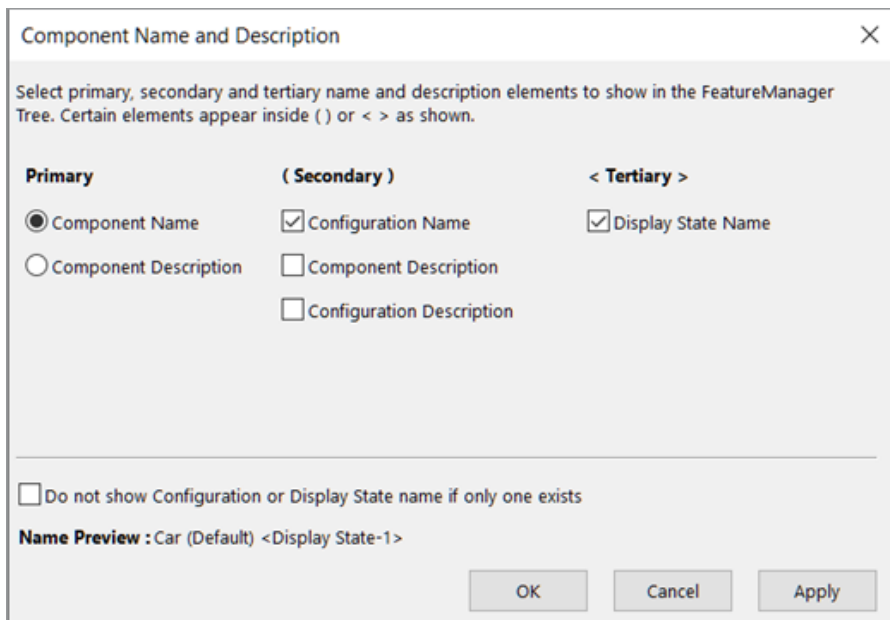 Component Name and Description
Select primary, secondary and tertiary name and description elements to show in the FeatureManager
Tree. Certain elements appear inside ( ) or < > as shown.
Primary
( Secondary )
< Tertiary >
Component Name
Configuration Name
Display State Name
Component Description
Component Description
Configuration Description
Do not show Configuration or Display State name if only one exists
Name Preview : Car (Default) <Display State-1>
OK
Cancel
Apply